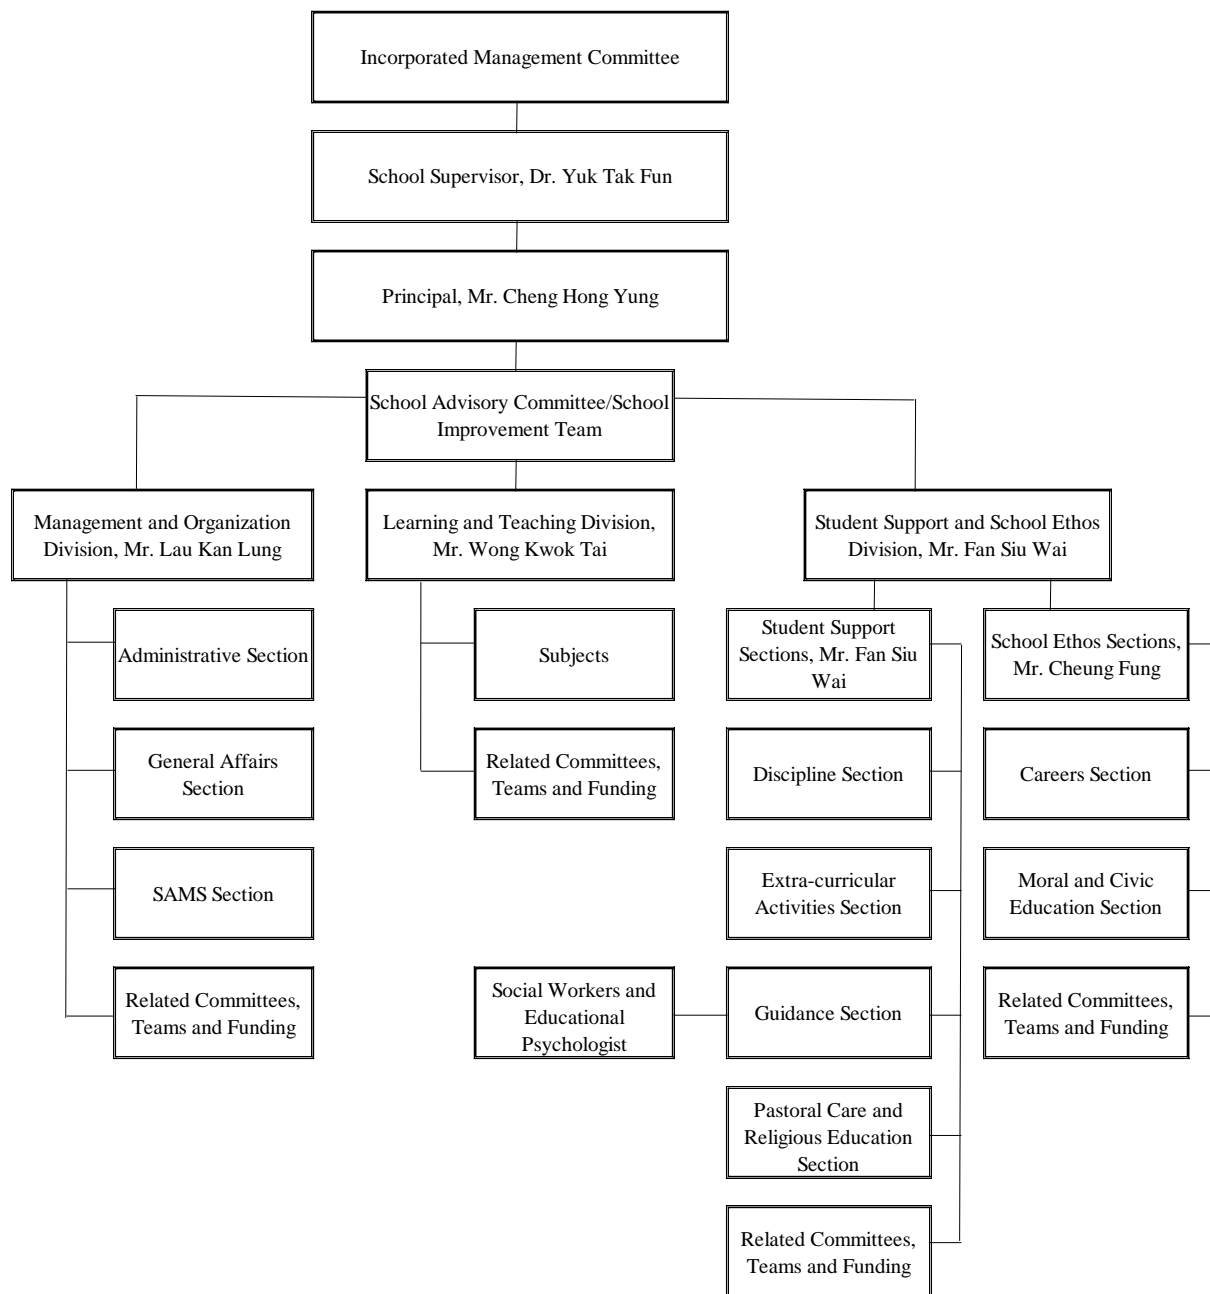 Incorporated Management Committee
School Supervisor, Dr. Yuk Tak Fun
Principal, Mr. Cheng Hong Yung
School Advisory Committee/School
Improvement Team
Management and Organization
Division, Mr. Lau Kan Lung
Learning and Teaching Division,
Mr. Wong Kwok Tai
Student Support and School Ethos
Division, Mr. Fan Siu Wai
Administrative Section
General Affairs
Section
SAMS Section
Related Committees,
Teams and Funding
Subjects
Related Committees,
Teams and Funding
Student Support
Sections, Mr. Fan Siu
Wai
Discipline Section
Extra-curricular
Activities Section
Social Workers and
Educational
Psychologist
Guidance Section
Pastoral Care and
Religious Education
Section
Related Committees,
Teams and Funding
School Ethos Sections,
Mr. Cheung Fung
Careers Section
Moral and Civic
Education Section
Related Committees,
Teams and Funding